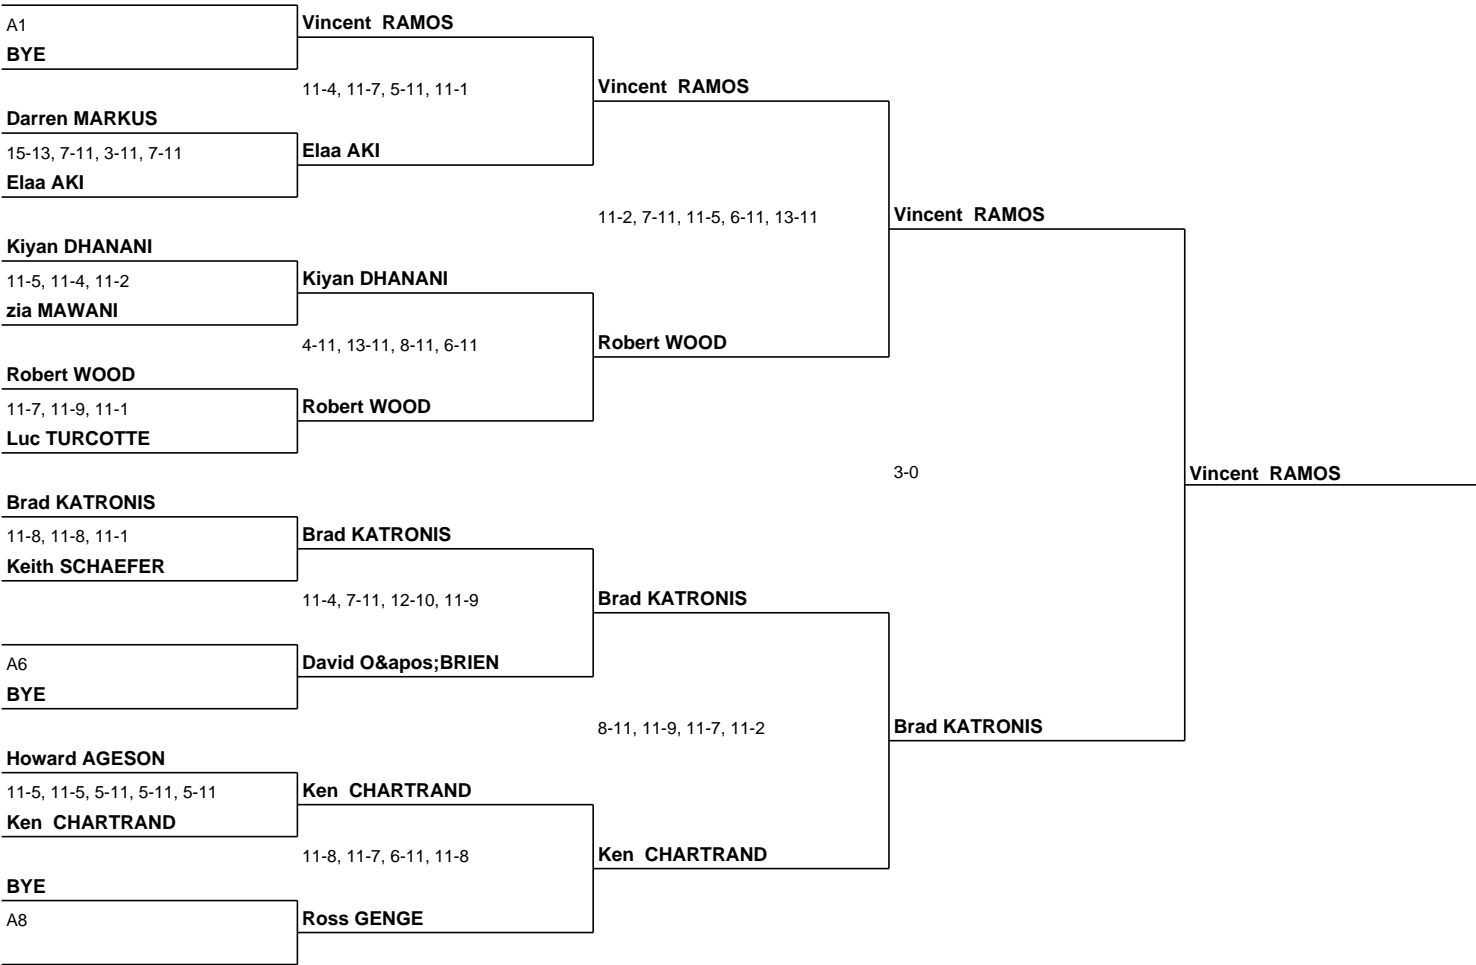 A1
BYE
Vincent  RAMOS
11-4, 11-7, 5-11, 11-1
Darren MARKUS
15-13, 7-11, 3-11, 7-11
Elaa AKI
Elaa AKI
Vincent  RAMOS
11-2, 7-11, 11-5, 6-11, 13-11
Kiyan DHANANI
11-5, 11-4, 11-2
zia MAWANI
Kiyan DHANANI
4-11, 13-11, 8-11, 6-11
Robert WOOD
11-7, 11-9, 11-1
Luc TURCOTTE
Robert WOOD
Robert WOOD
Vincent  RAMOS
3-0
Vincent  RAMOS
Brad KATRONIS
11-8, 11-8, 11-1
Keith SCHAEFER
Brad KATRONIS
11-4, 7-11, 12-10, 11-9
A6
BYE
David O&apos;BRIEN
Brad KATRONIS
8-11, 11-9, 11-7, 11-2
Howard AGESON
11-5, 11-5, 5-11, 5-11, 5-11
Ken  CHARTRAND
Ken  CHARTRAND
11-8, 11-7, 6-11, 11-8
BYE
A8
Ross GENGE
Ken  CHARTRAND
Brad KATRONIS